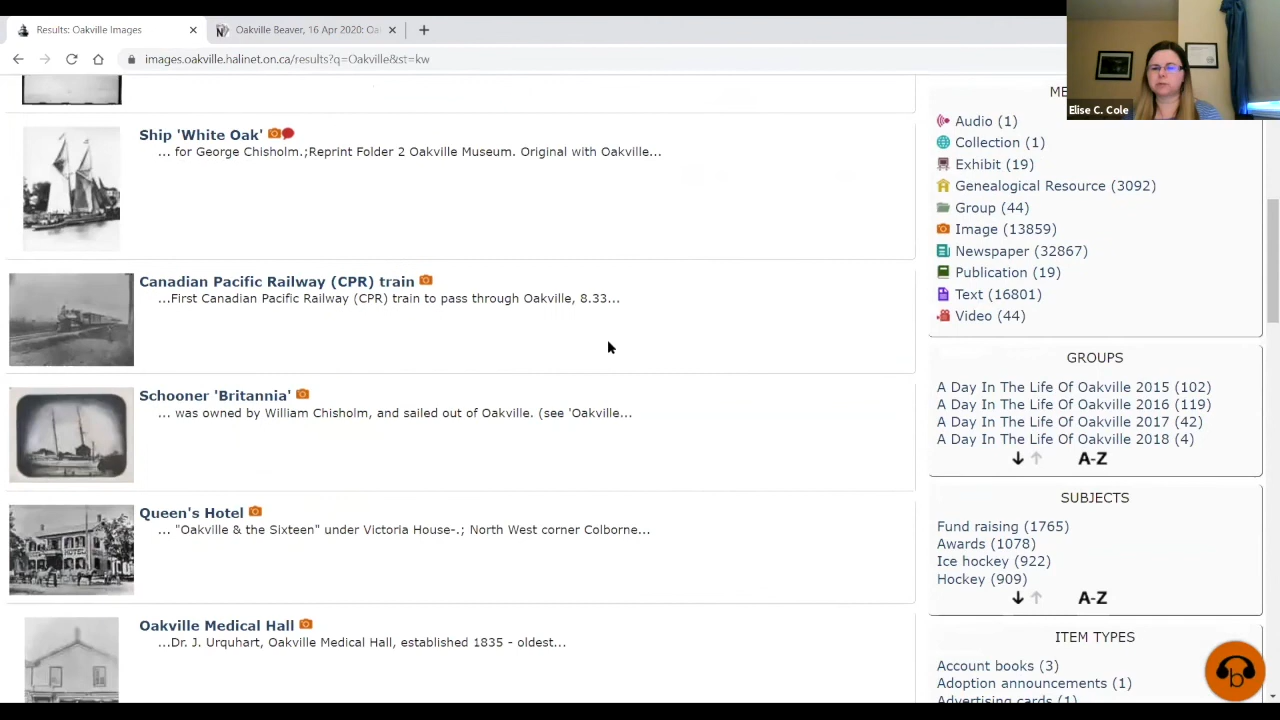 Results: Oakville Images
Oakville Beaver, 16 Apr 2020: Oa
images.oakville.halinet.on.ca/results?q=Oakville&st=kw
Elise C. Cole
Ship 'White Oak'
... for George Chisholm.;Reprint Folder 2 Oakville Museum. Original with Oakville...
Canadian Pacific Railway (CPR) train
...First Canadian Pacific Railway (CPR) train to pass through Oakville, 8.33...
Schooner 'Britannia'
... was owned by William Chisholm, and sailed out of Oakville. (see 'Oakville...
Queen's Hotel
... "Oakville & the Sixteen" under Victoria House-.; North West corner Colborne...
HOTEL
Oakville Medical Hall
...Dr. J. Urquhart, Oakville Medical Hall, established 1835 - oldest...
ME
Audio (1)
Collection (1)
Exhibit (19)
Genealogical Resource (3092)
Group (44)
Image (13859)
Newspaper (32867)
Publication (19)
Text (16801)
Video (44)
GROUPS
A Day In The Life Of Oakville 2015 (102)
A Day In The Life Of Oakville 2016 (119)
A Day In The Life Of Oakville 2017 (42)
A Day In The Life Of Oakville 2018 (4)
A-Z
SUBJECTS
Fund raising (1765)
Awards (1078)
Ice hockey (922)
Hockey (909)
A-Z
ITEM TYPES
Account books (3)
Adoption announcements (1)
Advertising cards (1)
b